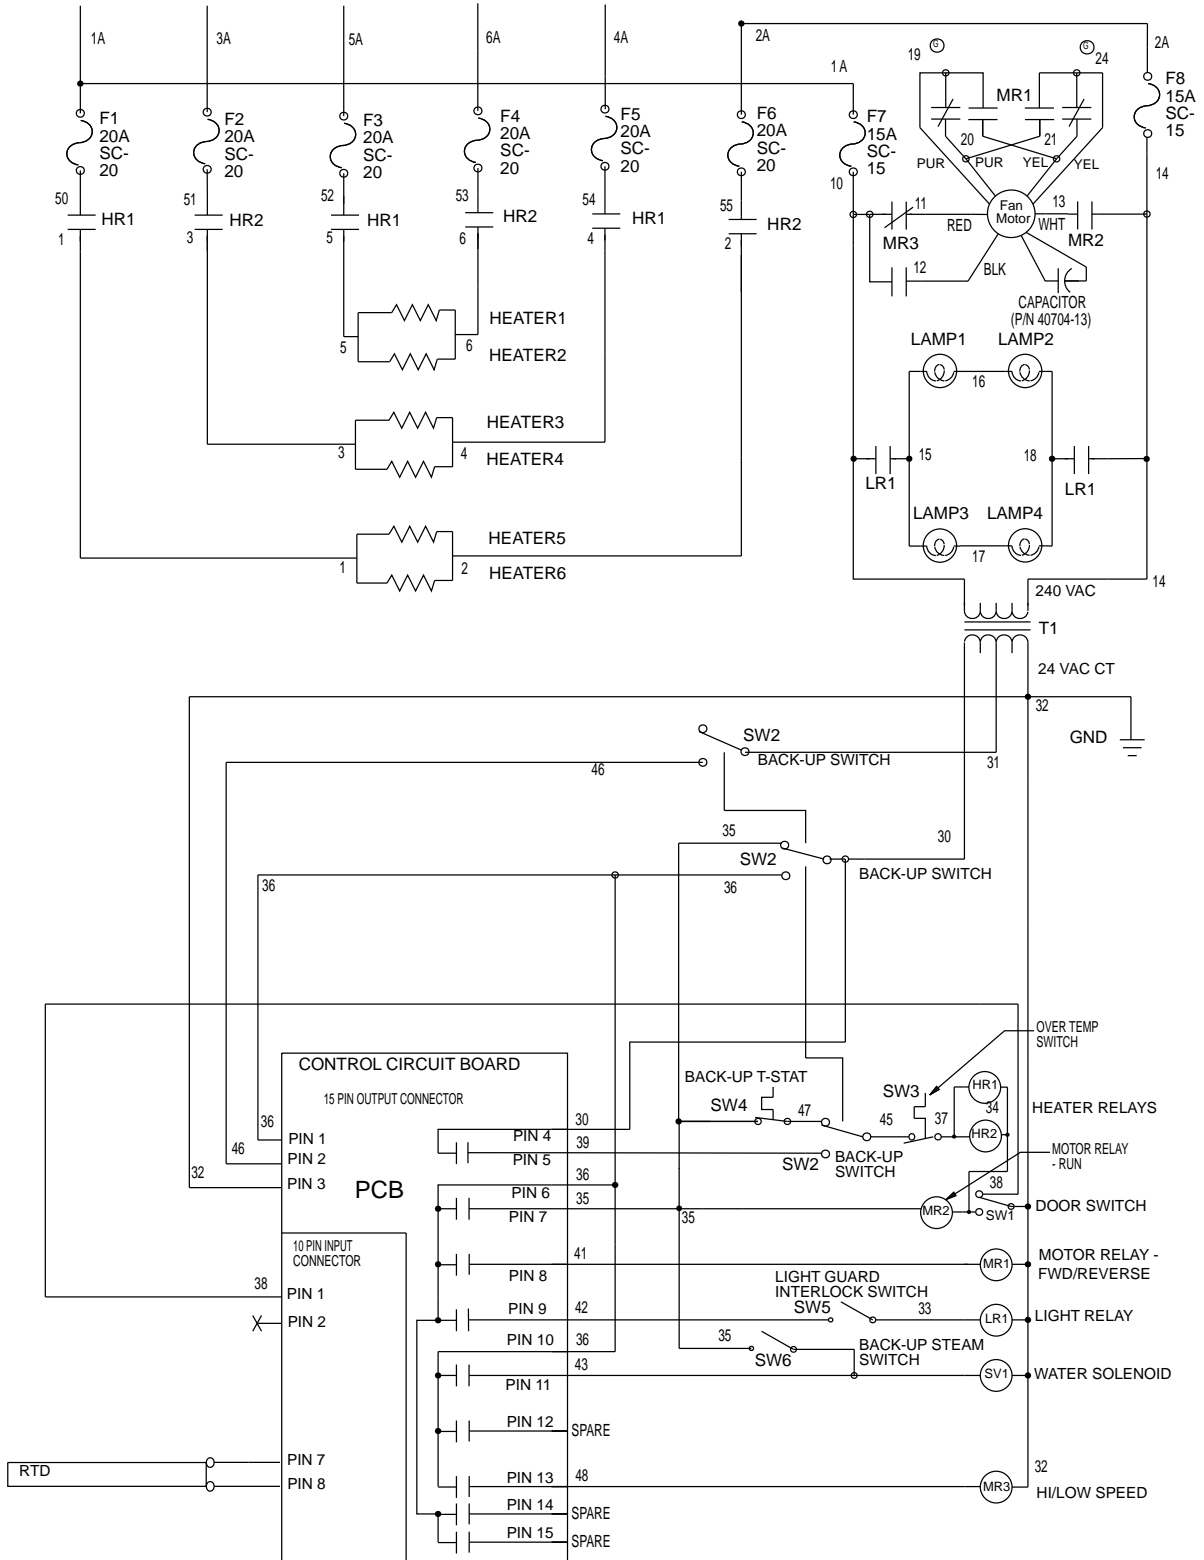 1A
3A
5A
6A
4A
2A
2A
1 A
F1
20A
SC-
20
F2
20A
SC-
20
F3
20A
SC-
20
F4
20A
SC-
20
F5
20A
SC-
20
F6
20A
SC-
20
F7
15A
SC-
15
F8
15A
SC-
15
19
G
G
24
MR1
20
21
PUR
PUR
YEL
YEL
10
14
50
51
52
53
54
55
HR1
HR2
HR1
HR2
HR1
HR2
1
3
5
6
4
2
11
Fan
Motor
13
RED
WHT
MR3
MR2
12
BLK
CAPACITOR
(P/N 40704-13)
HEATER1
5
6
HEATER2
LAMP1
LAMP2
16
HEATER3
3
4
HEATER4
15
18
LR1
LR1
LAMP3
LAMP4
17
HEATER5
1
2
HEATER6
14
240 VAC
T1
24 VAC CT
32
GND
SW2
BACK-UP SWITCH
31
46
35
30
SW2
BACK-UP SWITCH
36
36
OVER TEMP
SWITCH
CONTROL CIRCUIT BOARD
15 PIN OUTPUT CONNECTOR
BACK-UP T-STAT
SW4
47
SW3
45
37
HR1
34
HR2
HEATER RELAYS
36
PIN 1
46
PIN 2
32
PIN 3
PCB
30
PIN 4
39
PIN 5
SW2
BACK-UP
SWITCH
MOTOR RELAY
- RUN
36
PIN 6
35
PIN 7
35
MR2
38
SW1
DOOR SWITCH
10 PIN INPUT
CONNECTOR
38
PIN 1
PIN 2
41
PIN 8
MR1
MOTOR RELAY -
FWD/REVERSE
LIGHT GUARD
INTERLOCK SWITCH
SW5
PIN 9
42
33
LR1
LIGHT RELAY
PIN 10
36
35
SW6
BACK-UP STEAM
SWITCH
43
PIN 11
SV1
WATER SOLENOID
PIN 12
SPARE
RTD
PIN 7
PIN 8
PIN 13
48
MR3
32
HI/LOW SPEED
PIN 14
SPARE
PIN 15
SPARE